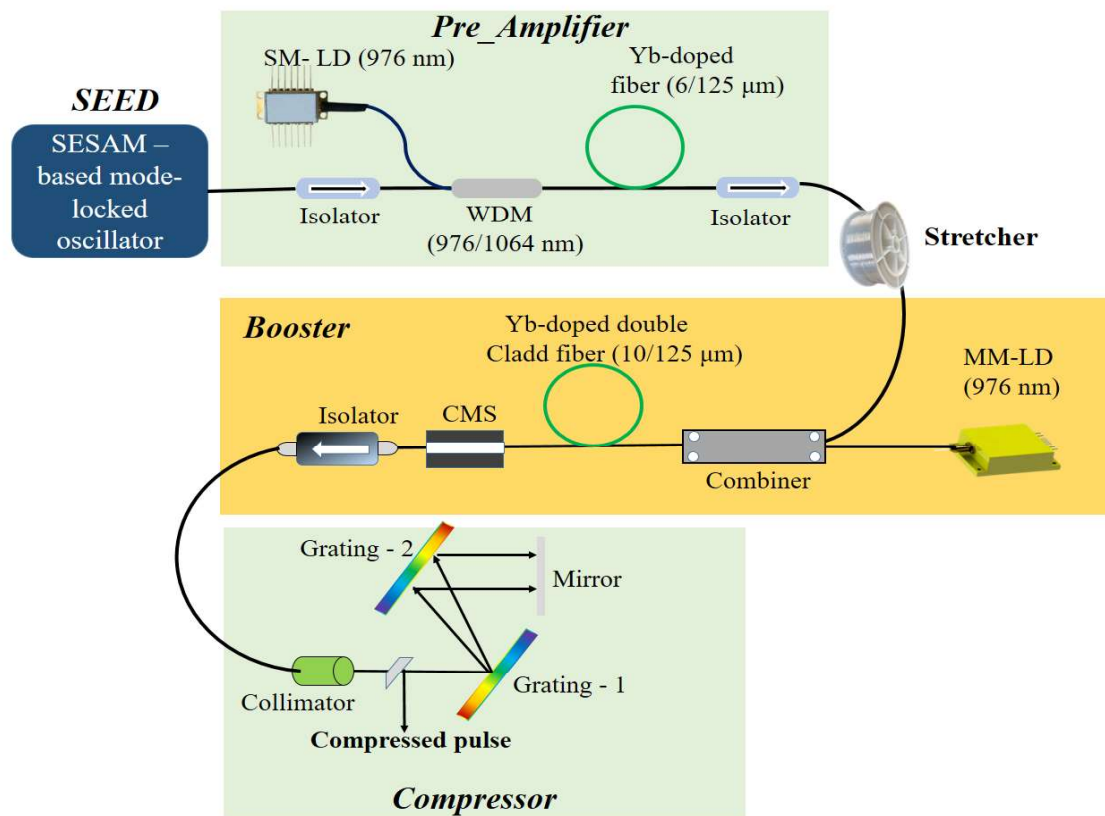 Pre_Amplifier
SM- LD (976 nm)
Yb-doped
fiber (6/125 μm)
SEED
SESAM –
based mode-
locked
oscillator
Isolator
WDM
(976/1064 nm)
Isolator
Stretcher
Booster
Yb-doped double
Cladd fiber (10/125 μm)
MM-LD
(976 nm)
Isolator
CMS
Combiner
Grating - 2
Mirror
Grating - 1
Collimator
Compressed pulse
Compressor